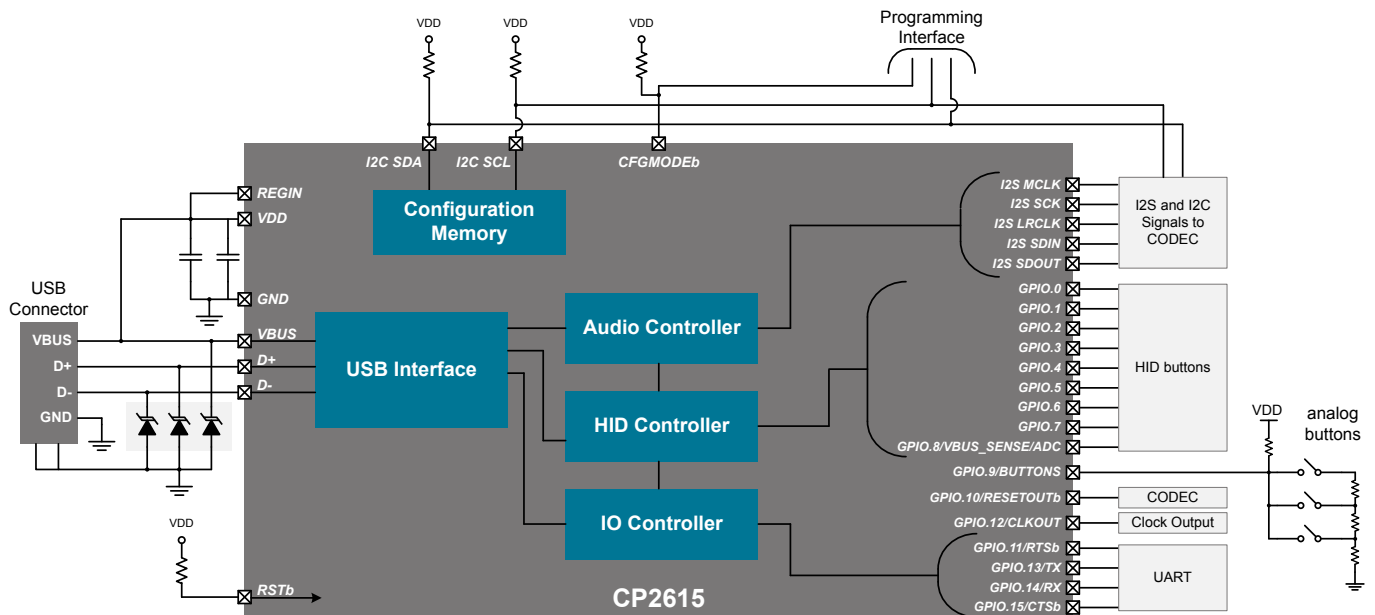 Programming
Interface
VDD
VDD
VDD
I2C SDA
I2C SCL
CFGMODEb
REGIN
VDD
GND
VBUS
D+
D-
RSTb
USB
Connector
VBUS
D+
D-
GND
VDD
Configuration
Memory
USB Interface
Audio Controller
HID Controller
IO Controller
CP2615
I2S MCLK
I2S SCK
I2S LRCLK
I2S SDIN
I2S SDOUT
GPIO.0
GPIO.1
GPIO.2
GPIO.3
GPIO.4
GPIO.5
GPIO.6
GPIO.7
GPIO.8/VBUS_SENSE/ADC
GPIO.9/BUTTONS
GPIO.10/RESETOUTb
GPIO.12/CLKOUT
GPIO.11/RTSb
GPIO.13/TX
GPIO.14/RX
GPIO.15/CTSb
I2S and I2C
Signals to
CODEC
HID buttons
CODEC
Clock Output
UART
VDD
analog
buttons